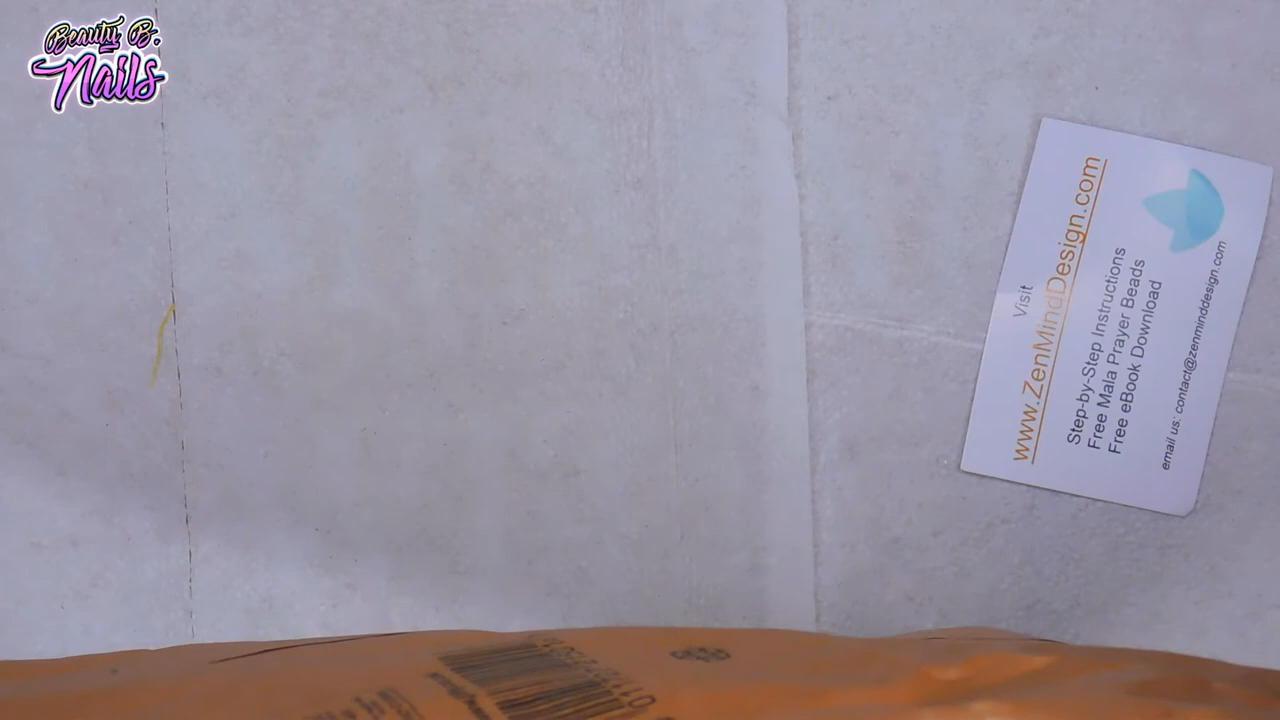 Beauty B.
Nails
Visit
www.ZenMindDesign.com
Step-by-Step Instructions
Free Mala Prayer Beads
Free eBook Download
email us: contact@zenminddesign.com